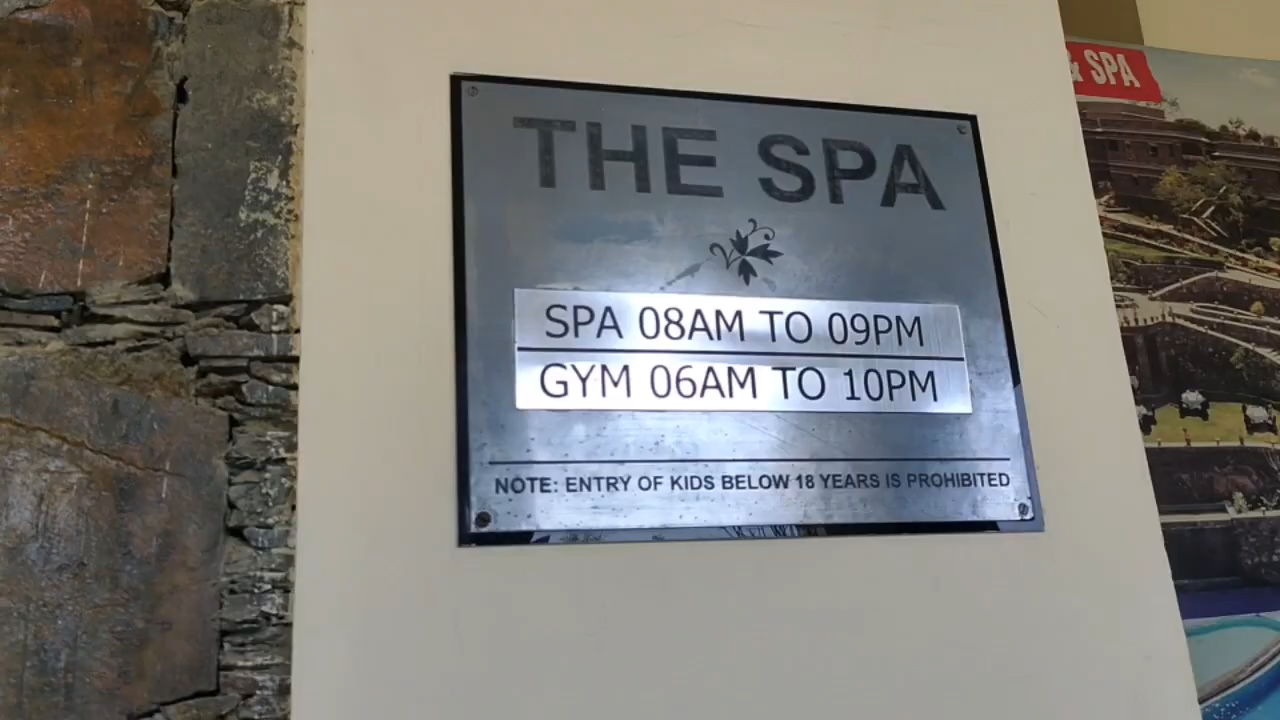 THE SPA
SPA 08AM TO 09PM
GYM 06AM TO 10PM
NOTE: ENTRY OF KIDS BELOW 18 YEARS IS PROHIBITED
& SPA